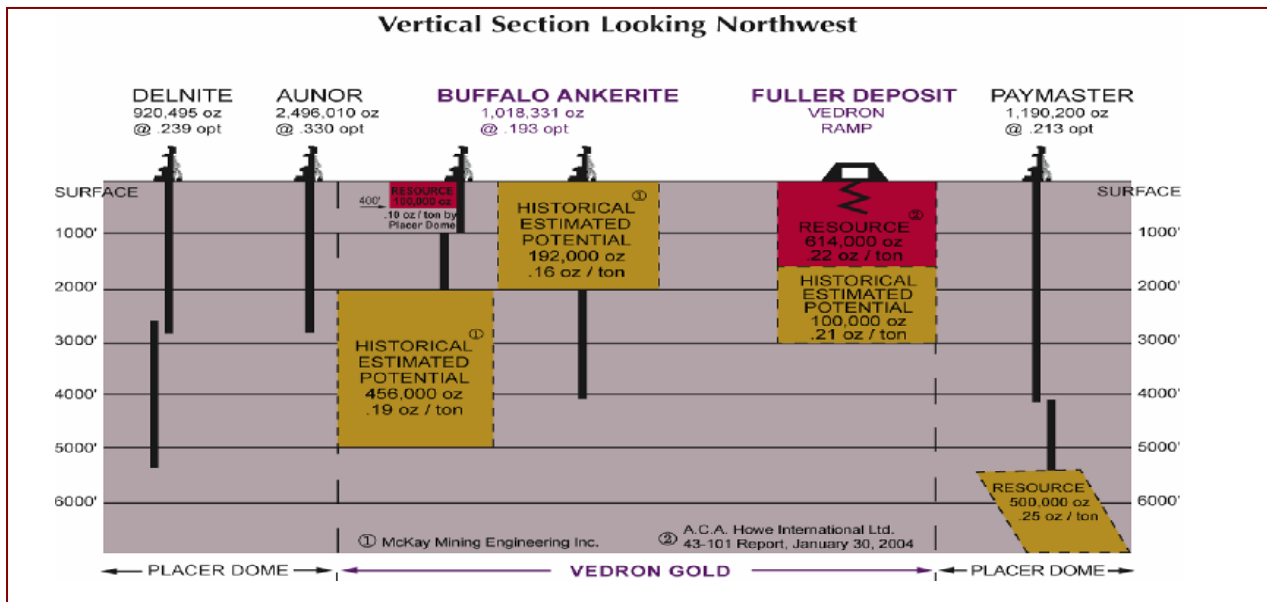 Vertical Section Looking Northwest
DELNITE
920,495 oz
@ .239 opt
AUNOR
2,496,010 oz
@ .330 opt
BUFFALO ANKERITE
1,018,331 oz
@ .193 opt
FULLER DEPOSIT
VEDRON
RAMP
PAYMASTER
1,190,200 oz
@ .213 opt
SURFACE
1000'
2000'
3000'
4000'
5000'
6000'
400'
RESOURCE
100,000 oz
.10 oz / ton by
Placer Dome
①
HISTORICAL
ESTIMATED
POTENTIAL
192,000 oz
.16 oz / ton
①
HISTORICAL
ESTIMATED
POTENTIAL
456,000 oz
.19 oz / ton
②
RESOURCE
614,000 oz
.22 oz / ton
HISTORICAL
ESTIMATED
POTENTIAL
100,000 oz
.21 oz / ton
SURFACE
1000'
2000'
3000'
4000'
5000'
6000'
RESOURCE
500,000 oz
.25 oz / ton
① McKay Mining Engineering Inc.
② A.C.A. Howe International Ltd.
43-101 Report, January 30, 2004
PLACER DOME
VEDRON GOLD
PLACER DOME